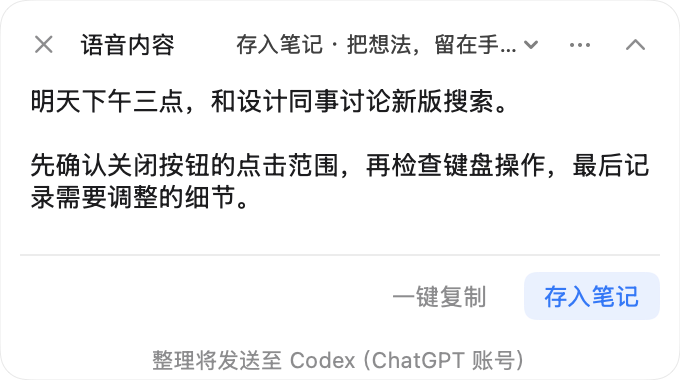 语音内容
存入笔记 · 把想法，留在手...
明天下午三点，和设计同事讨论新版搜索。
先确认关闭按钮的点击范围，再检查键盘操作，最后记
录需要调整的细节。
一键复制
存入笔记
整理将发送至 Codex（ChatGPT 账号）